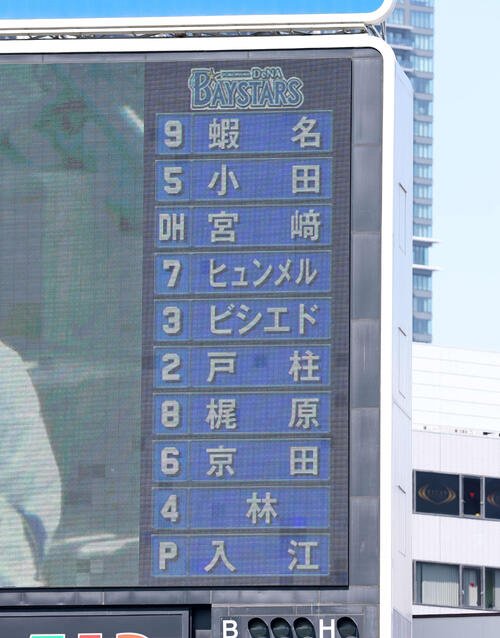 DeNA
BAYSTARS
9 蝦名
5 小田
DH 宮﨑
7 ヒュンメル
3 ビシエド
2 戸柱
8 梶原
6 京田
4 林
P 入江
B H